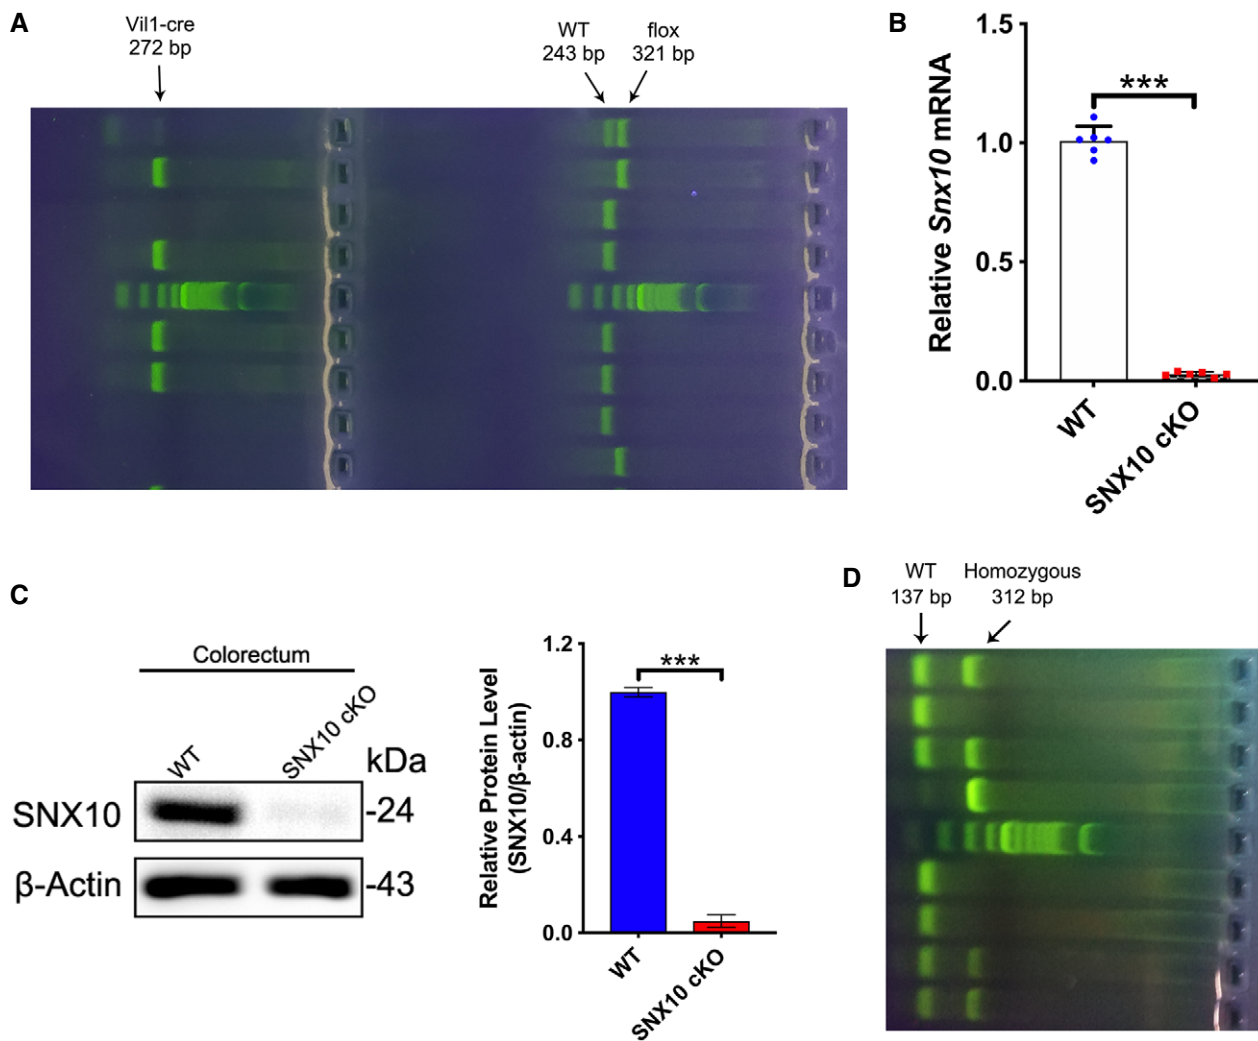 A
Vil1-cre
272 bp
WT
243 bp
flox
321 bp
B
Relative Snx10 mRNA
1.5
1.0
0.5
0.0
***
WT
SNX10 cKO
C
Colorectum
WT
SNX10 cKO
kDa
SNX10
-24
β-Actin
-43
Relative Protein Level
(SNX10/β-actin)
1.2
0.8
0.4
0.0
***
WT
SNX10 cKO
D
WT
137 bp
Homozygous
312 bp